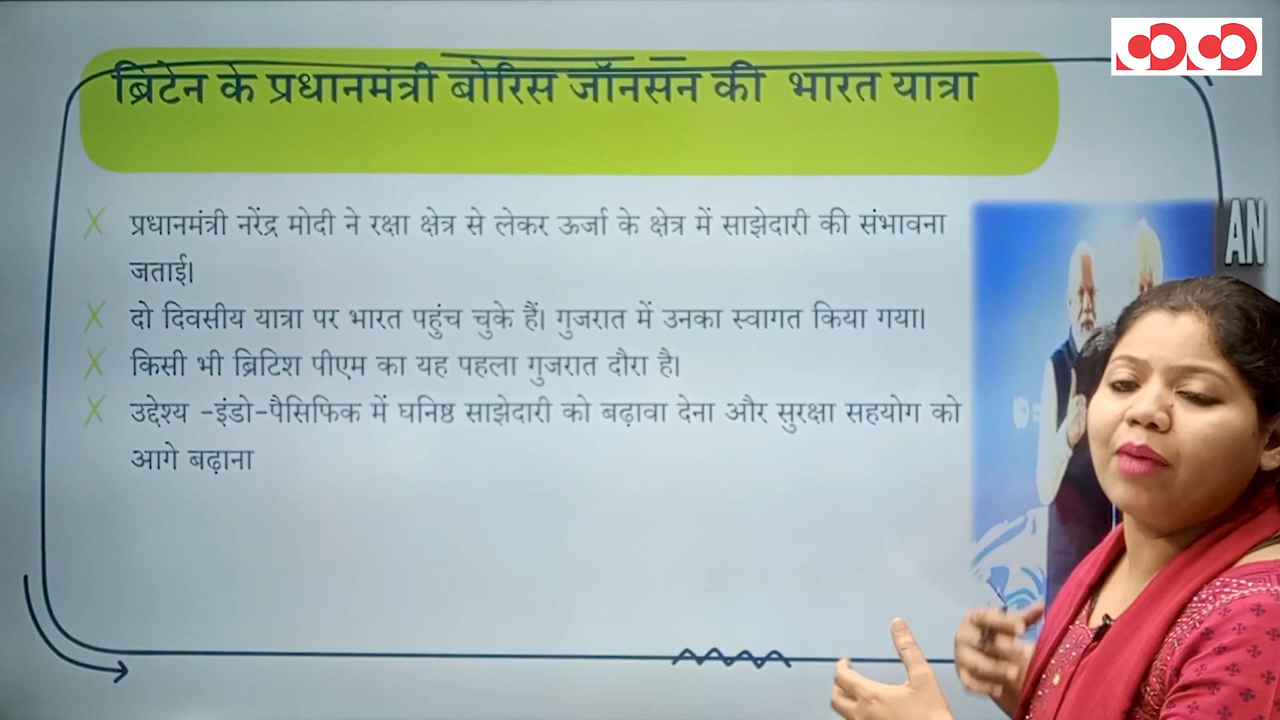 ब्रिटेन के प्रधानमंत्री बोरिस जॉनसन की भारत यात्रा
प्रधानमंत्री नरेंद्र मोदी ने रक्षा क्षेत्र से लेकर ऊर्जा के क्षेत्र में साझेदारी की संभावना
जताई।
दो दिवसीय यात्रा पर भारत पहुंच चुके हैं। गुजरात में उनका स्वागत किया गया।
किसी भी ब्रिटिश पीएम का यह पहला गुजरात दौरा है।
उद्देश्य -इंडो-पैसिफिक में घनिष्ठ साझेदारी को बढ़ावा देना और सुरक्षा सहयोग को
आगे बढ़ाना
AN